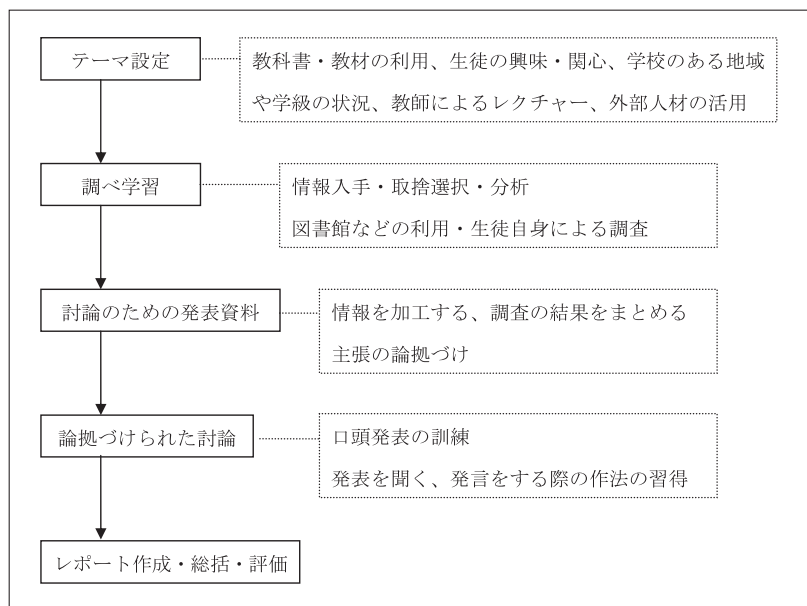 テーマ設定
教科書・教材の利用、生徒の興味・関心、学校のある地域
や学級の状況、教師によるレクチャー、外部人材の活用
調べ学習
情報入手・取捨選択・分析
図書館などの利用・生徒自身による調査
討論のための発表資料
情報を加工する、調査の結果をまとめる
主張の論拠づけ
論拠づけられた討論
口頭発表の訓練
発表を聞く、発言をする際の作法の習得
レポート作成・総括・評価